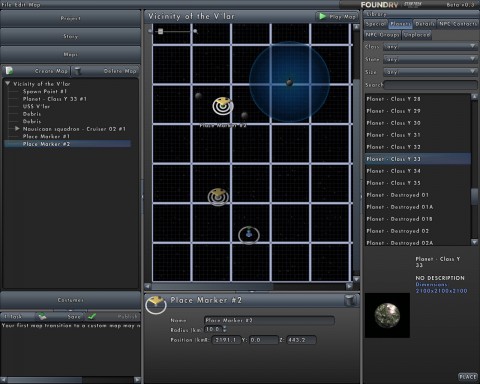 File Edit Map
FOUNDRY
Beta v0.3
Project
Story
Maps
Create Map
Delete Map
Vicinity of the V'lar
Spawn Point #1
Planet - Class Y 33 #1
USS V'lar
Debris
Debris
Nausicaan squadron - Cruiser 02 #1
Place Marker #1
Place Marker #2
Costumes
Task
Save
Publish
Your first map transition to a custom map may n
Vicinity of the V'lar
Play Map
Place Marker #2
Place Marker #2
Name
Place Marker #2
Radius (km)
10.0
Position (km)
X:
2191.1
Y:
0.0
Z:
443.2
Library
Special
Planets
Details
NPC Contacts
NPC Groups
Unplaced
Class
any
State
any
Size
any
Search
Planet - Class Y 28
Planet - Class Y 29
Planet - Class Y 30
Planet - Class Y 31
Planet - Class Y 32
Planet - Class Y 33
Planet - Class Y 34
Planet - Class Y 35
Planet - Destroyed 01
Planet - Destroyed 01A
Planet - Destroyed 01B
Planet - Destroyed 02
Planet - Destroyed 02A
Planet - Class Y
33
NO DESCRIPTION
Dimensions
2100x2100x2100
PLACE